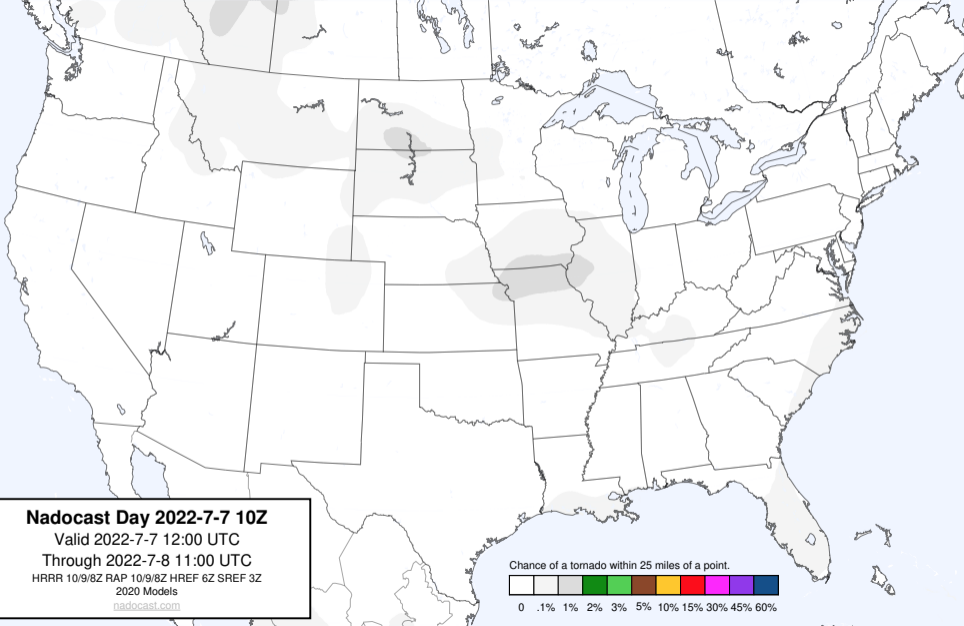 Nadocast Day 2022-7-7 10Z
Valid 2022-7-7 12:00 UTC
Through 2022-7-8 11:00 UTC
HRRR 10/9/8Z RAP 10/9/8Z HREF 6Z SREF 3Z
2020 Models
nadocast.com
Chance of a tornado within 25 miles of a point.
0 .1% 1% 2% 3% 5% 10% 15% 30% 45% 60%